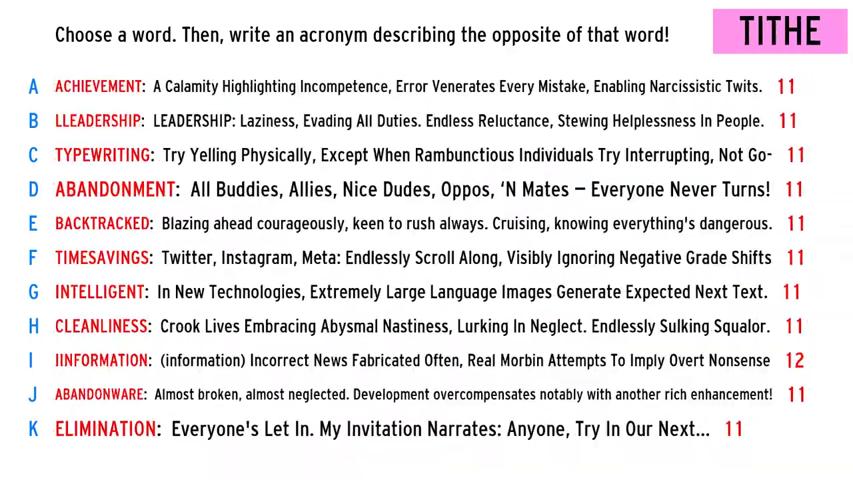 Choose a word. Then, write an acronym describing the opposite of that word!
TITHE
A ACHIEVEMENT: A Calamity Highlighting Incompetence, Error Venerates Every Mistake, Enabling Narcissistic Twits. 11
B LLEADERSHIP: LEADERSHIP: Laziness, Evading All Duties. Endless Reluctance, Stewing Helplessness In People. 11
C TYPEWRITING: Try Yelling Physically, Except When Rambunctious Individuals Try Interrupting, Not Go- 11
D ABANDONMENT: All Buddies, Allies, Nice Dudes, Oppos, ‘N Mates – Everyone Never Turns! 11
E BACKTRACKED: Blazing ahead courageously, keen to rush always. Cruising, knowing everything's dangerous. 11
F TIMESAVINGS: Twitter, Instagram, Meta: Endlessly Scroll Along, Visibly Ignoring Negative Grade Shifts 11
G INTELLIGENT: In New Technologies, Extremely Large Language Images Generate Expected Next Text. 11
H CLEANLINESS: Crook Lives Embracing Abysmal Nastiness, Lurking In Neglect. Endlessly Sulking Squalor. 11
I IINFORMATION: (information) Incorrect News Fabricated Often, Real Morbin Attempts To Imply Overt Nonsense 12
J ABANDONWARE: Almost broken, almost neglected. Development overcompensates notably with another rich enhancement! 11
K ELIMINATION: Everyone's Let In. My Invitation Narrates: Anyone, Try In Our Next... 11